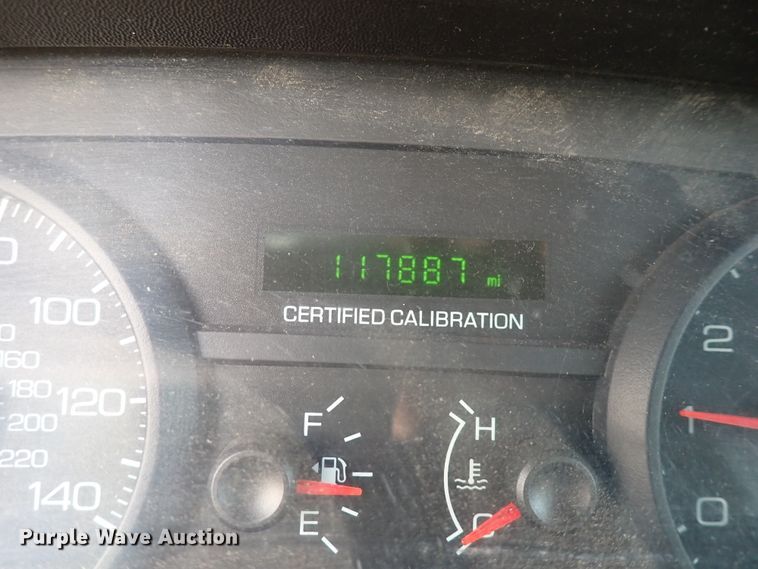 117887 mi
CERTIFIED CALIBRATION
100
120
140
160
180
200
220
F
E
H
C
2
1
0
Purple Wave Auction